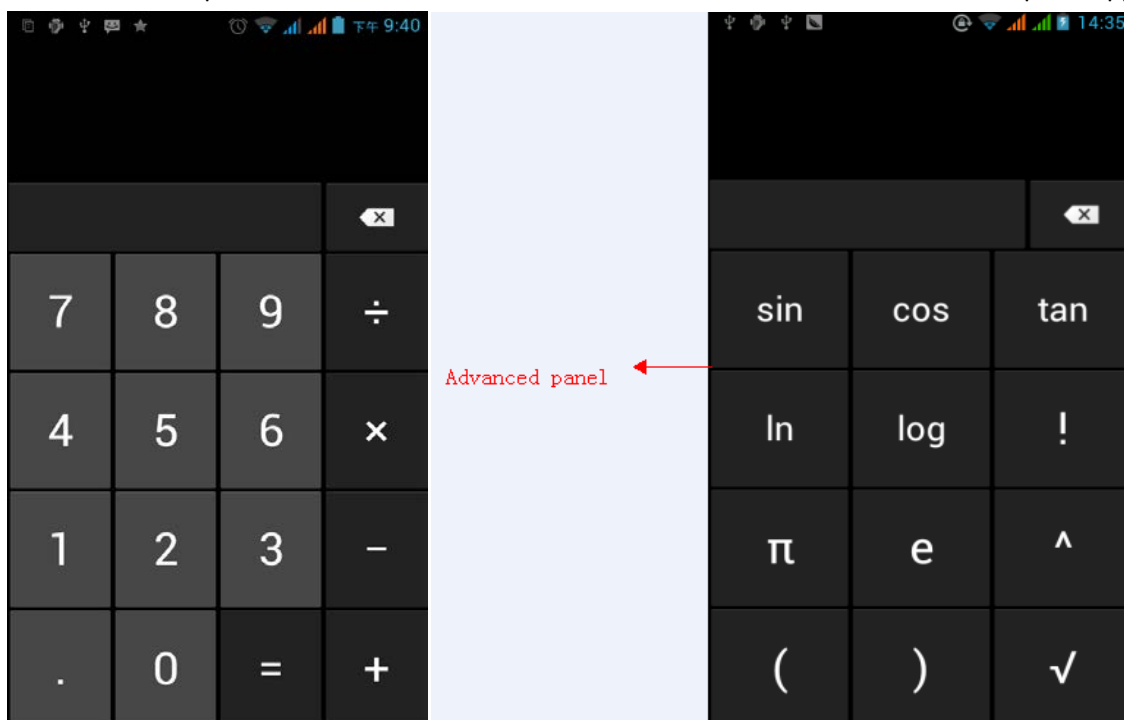 下午 9:40
7 8 9 ÷
4 5 6 ×
1 2 3 −
. 0 = +
Advanced panel
14:35
sin cos tan
ln log !
π e ^
( ) √